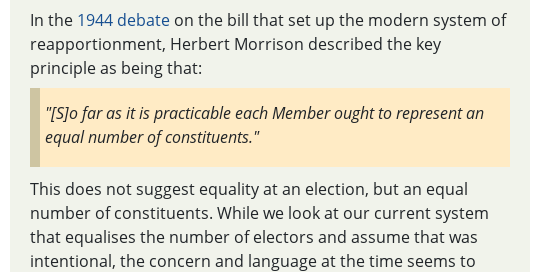 In the 1944 debate on the bill that set up the modern system of
reapportionment, Herbert Morrison described the key
principle as being that:
"[S]o far as it is practicable each Member ought to represent an
equal number of constituents."
This does not suggest equality at an election, but an equal
number of constituents. While we look at our current system
that equalises the number of electors and assume that was
intentional, the concern and language at the time seems to